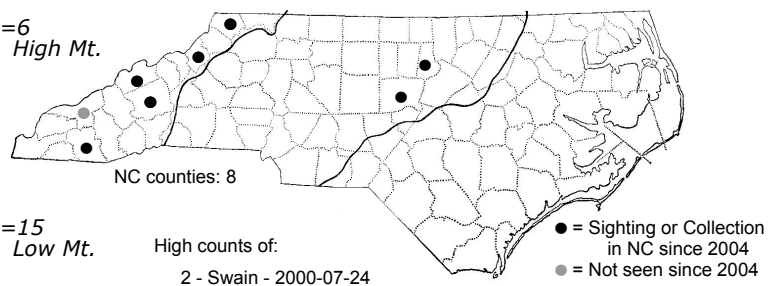 =6
High Mt.
NC counties: 8
=15
Low Mt.
High counts of:
2 - Swain - 2000-07-24
● = Sighting or Collection
in NC since 2004
● = Not seen since 2004